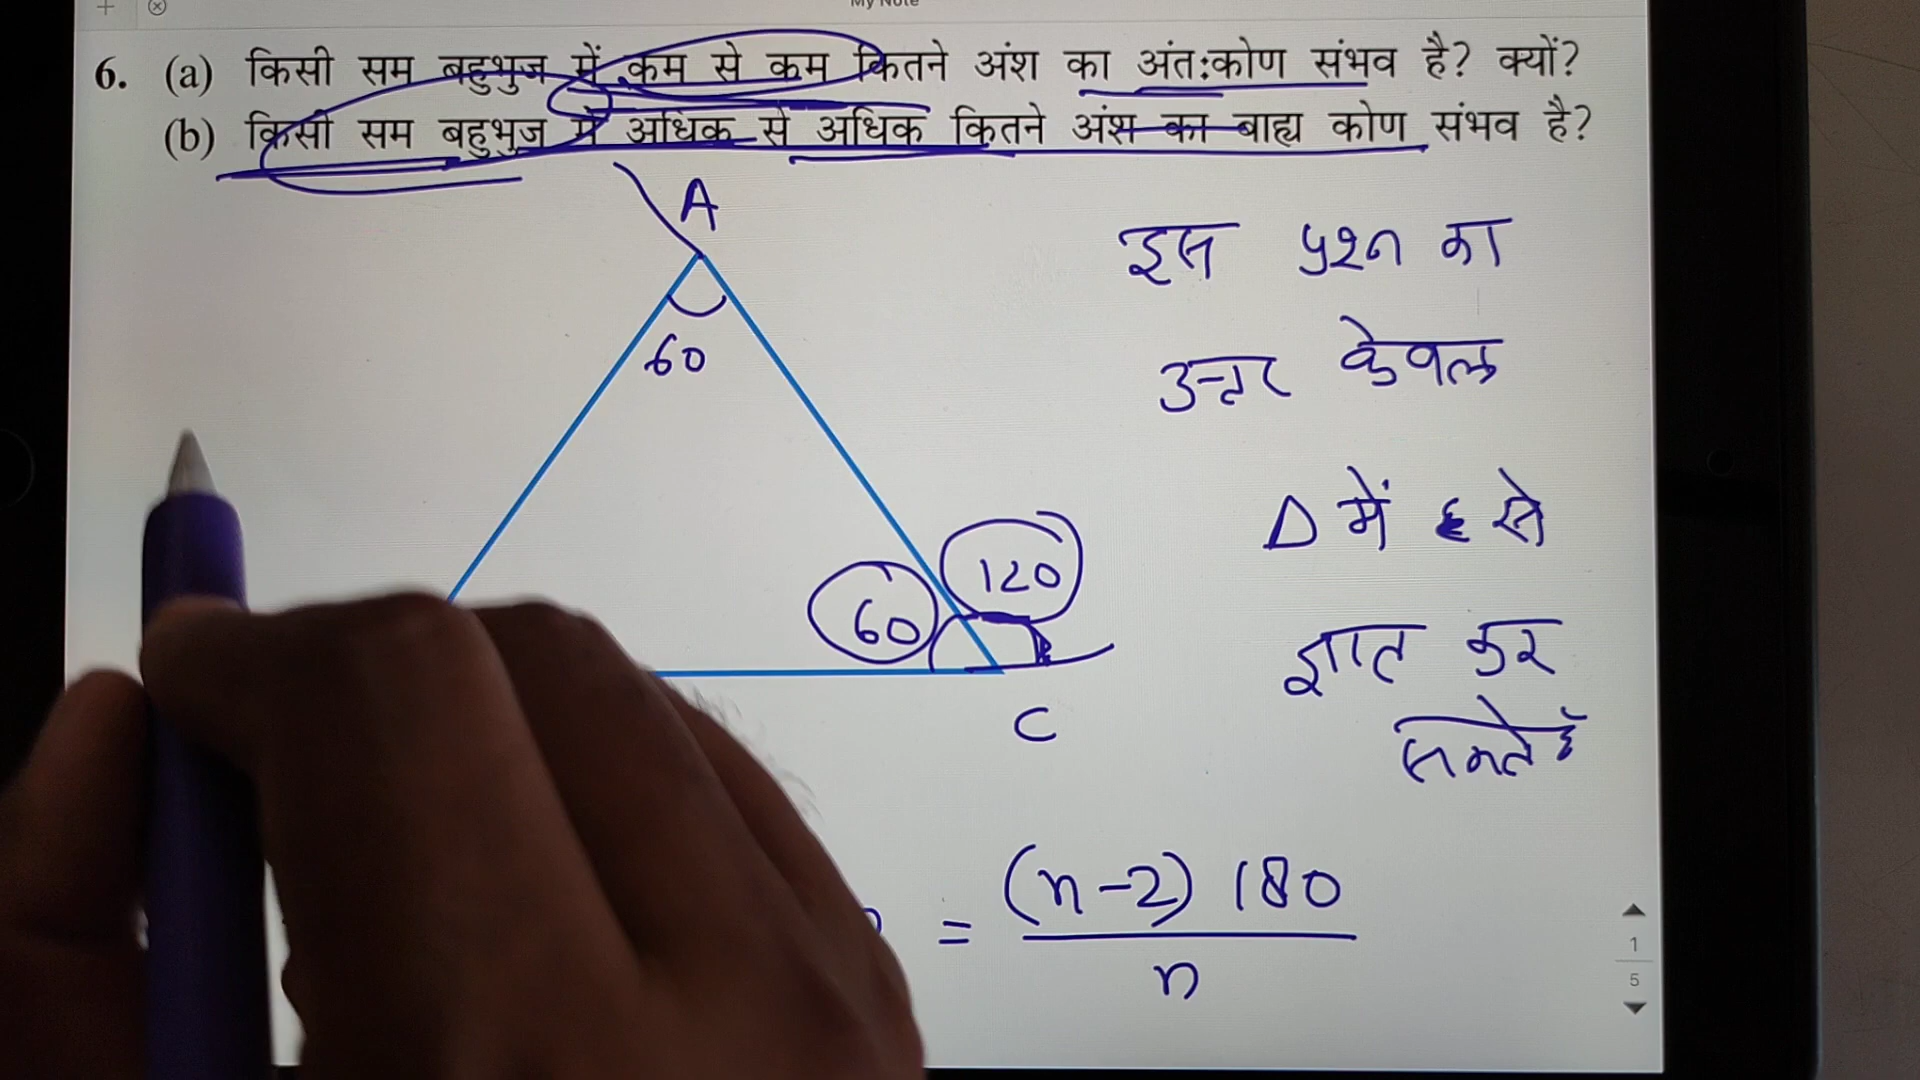 My Note
6. (a) किसी सम बहुभुज में कम से कम कितने अंश का अंत:कोण संभव है? क्यों?
(b) किसी सम बहुभुज में अधिक से अधिक कितने अंश का बाह्य कोण संभव है?
A
60
60
120
C
इस प्रश्न का
उत्तर केवल
Δ में से
ज्ञात कर
सकते हैं
= (n-2) 180
n
1
5